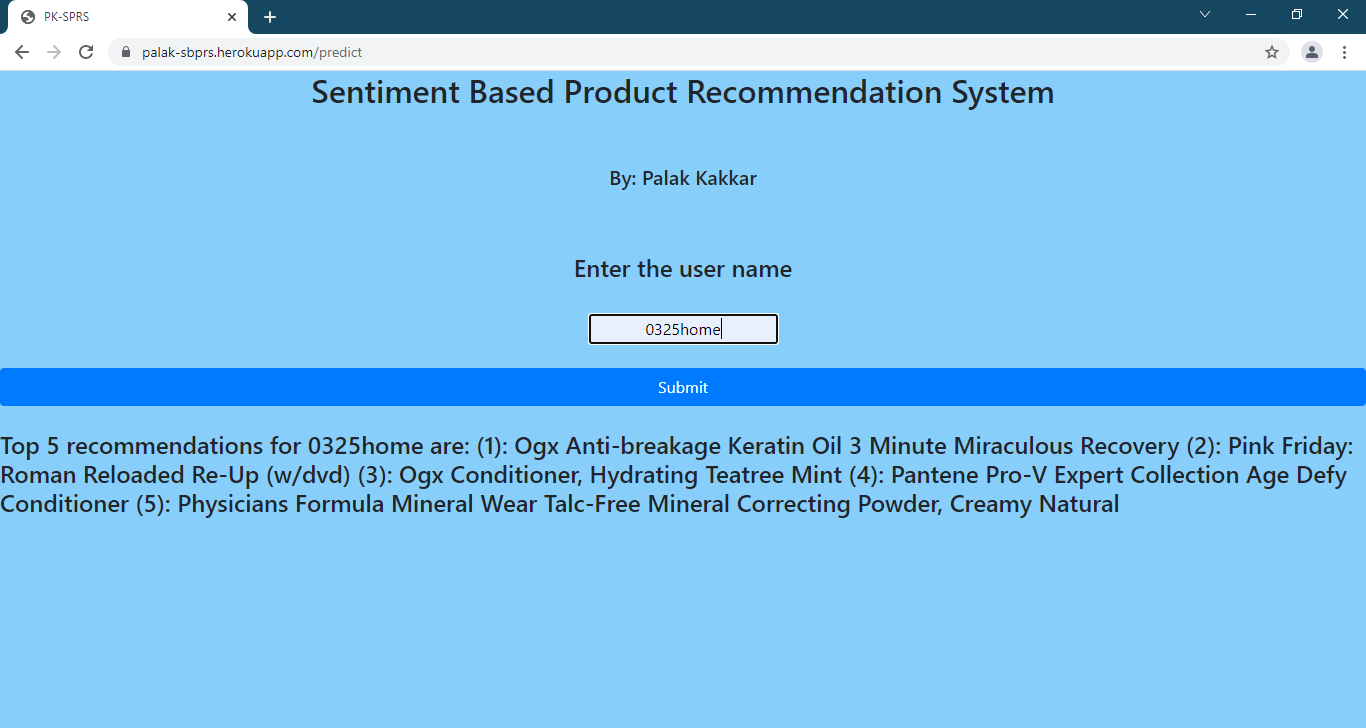 PK-SPRS
palak-sbprs.herokuapp.com/predict
Sentiment Based Product Recommendation System
By: Palak Kakkar
Enter the user name
0325home
Submit
Top 5 recommendations for 0325home are: (1): Ogx Anti-breakage Keratin Oil 3 Minute Miraculous Recovery (2): Pink Friday:
Roman Reloaded Re-Up (w/dvd) (3): Ogx Conditioner, Hydrating Teatree Mint (4): Pantene Pro-V Expert Collection Age Defy
Conditioner (5): Physicians Formula Mineral Wear Talc-Free Mineral Correcting Powder, Creamy Natural